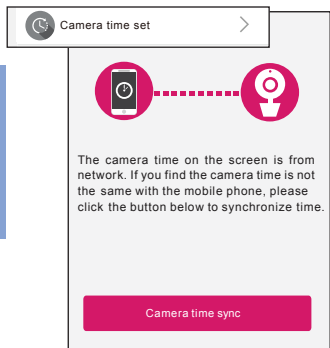 Camera time set
The camera time on the screen is from
network. If you find the camera time is not
the same with the mobile phone, please
click the button below to synchronize time.
Camera time sync